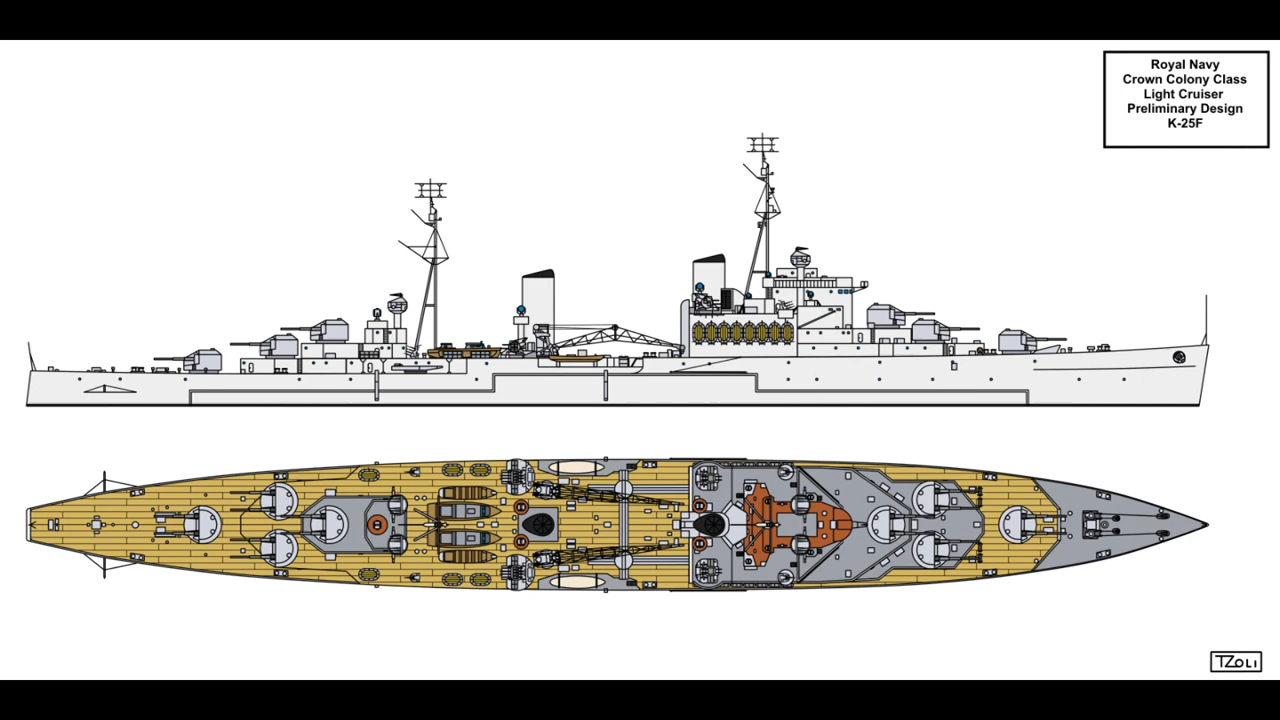 Royal Navy
Crown Colony Class
Light Cruiser
Preliminary Design
K-25F
TZOLI